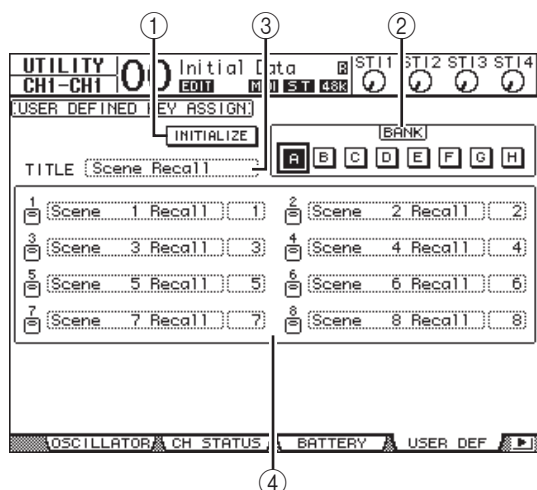 ① ③ ②
UTILITY
CH1-CH1
00 Initial Data R
EDIT S T 48K
ST1 ST2 ST3 ST4
USER DEFINED KEY ASSIGN
INITIALIZE
BANK
A B C D E F G H
TITLE Scene Recall
1 Scene 1 Recall 1
2 Scene 2 Recall 2
3 Scene 3 Recall 3
4 Scene 4 Recall 4
5 Scene 5 Recall 5
6 Scene 6 Recall 6
7 Scene 7 Recall 7
8 Scene 8 Recall 8
OSCILLATOR CH STATUS BATTERY USER DEF
④